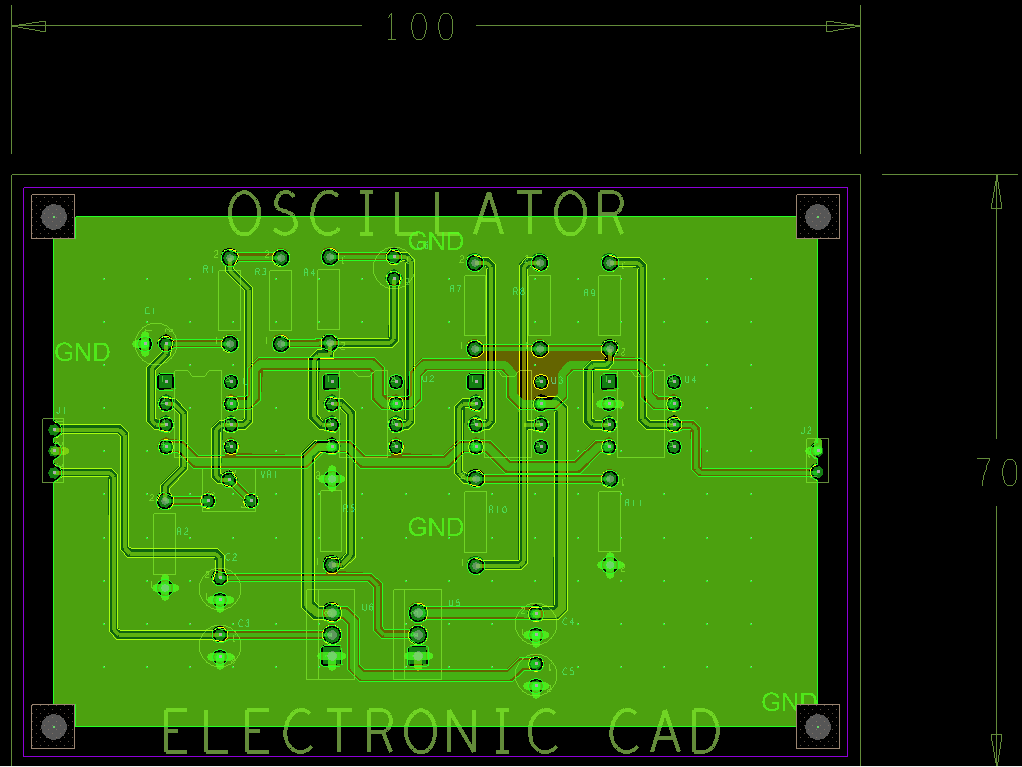 100
OSCILLATOR
GND
R1
R3
R4
R7
R8
R9
C1
GND
U2
U3
U4
J1
J2
VR1
70
R2
R5
R10
R11
GND
C2
U6
U5
C3
C4
C5
GND
ELECTRONIC CAD